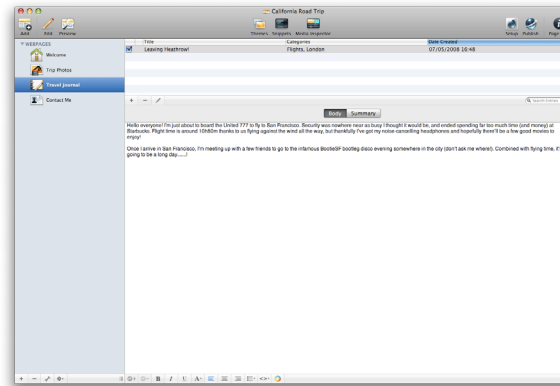 California Road Trip
Add Edit Preview Themes Snippets Media Inspector Setup Publish Page
WEBPAGES
Title Categories Date Created
Leaving Heathrow! Flights, London 07/05/2008 16:48
Welcome
Trip Photos
Travel Journal
Contact Me
Search Entries
Body Summary
Hello everyone! I'm just about to board the United 777 to fly to San Francisco. Security was nowhere near as busy I thought it would be, and ended spending far too much time (and money) at
Starbucks. Flight time is around 10h50m thanks to us flying against the wind all the way, but thankfully I've got my noise-cancelling headphones and hopefully there'll be a few good movies to
enjoy!
Once I arrive in San Francisco, I'm meeting up with a few friends to go to the infamous BootieSF bootleg disco evening somewhere in the city (don't ask me where!). Combined with flying time, it's
going to be a long day......!
B I U A